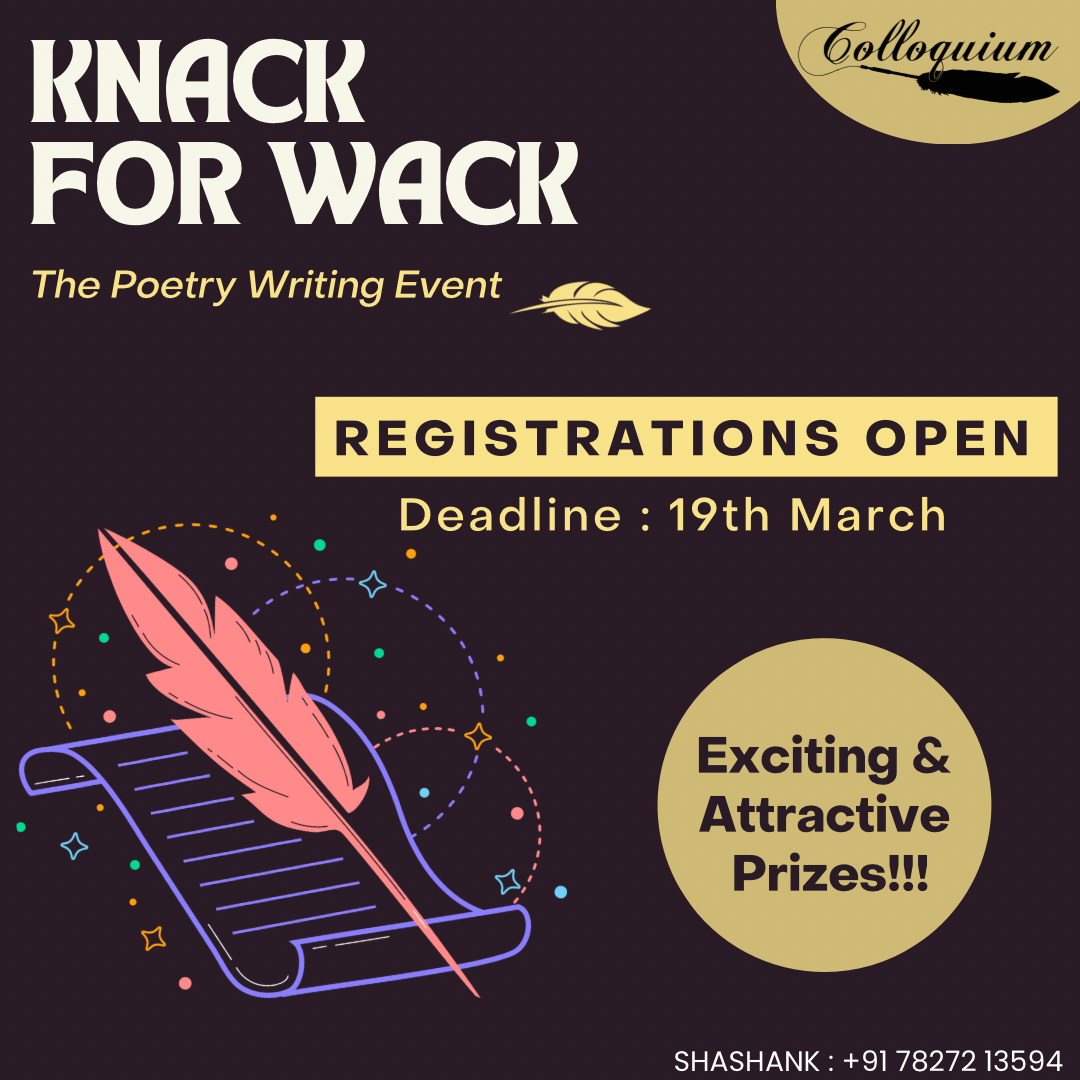 KNACK
FOR WACK
Colloquium
The Poetry Writing Event
REGISTRATIONS OPEN
Deadline : 19th March
Exciting &
Attractive
Prizes!!!
SHASHANK : +91 78272 13594